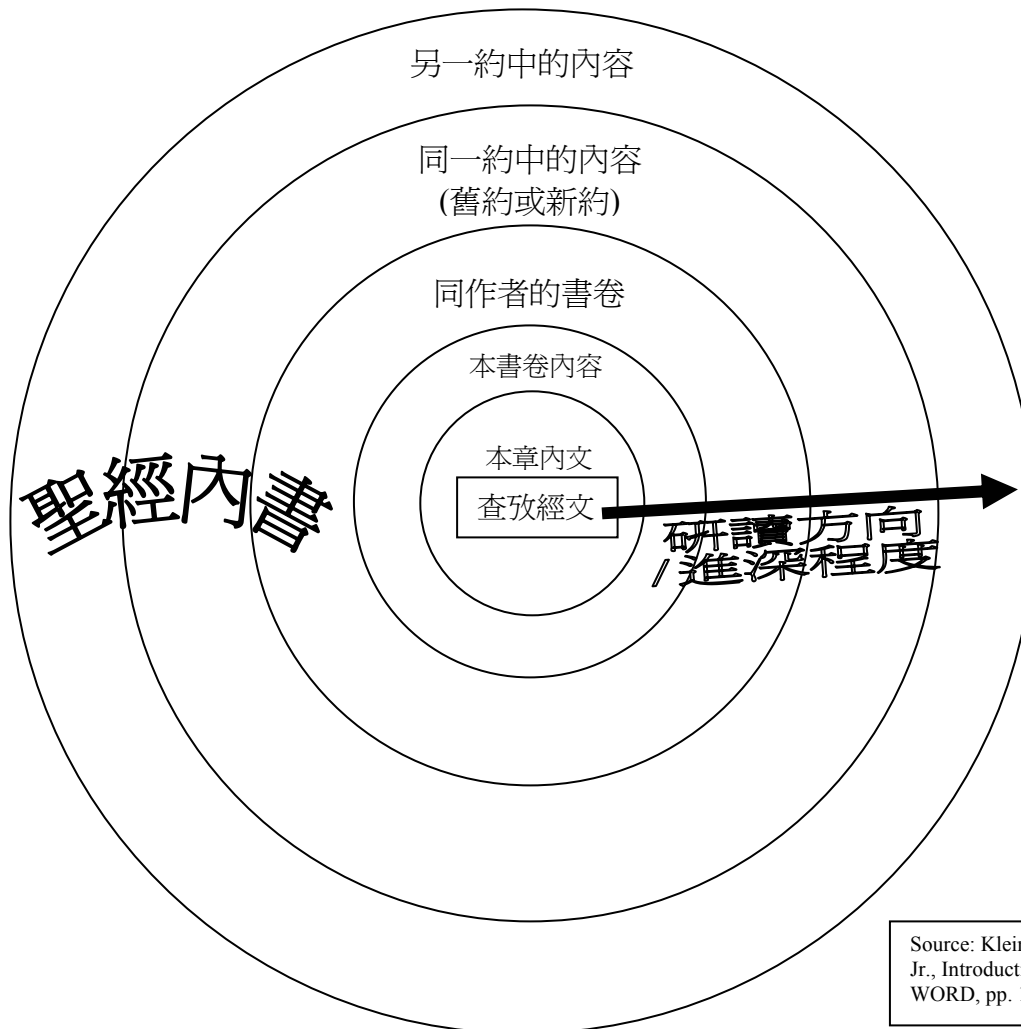 另一約中的內容
同一約中的內容
(舊約或新約)
同作者的書卷
本書卷內容
本章內文
查攷經文
聖經內書
研讀方向
/進深程度
Source: Klein
Jr., Introduct
WORD, pp.